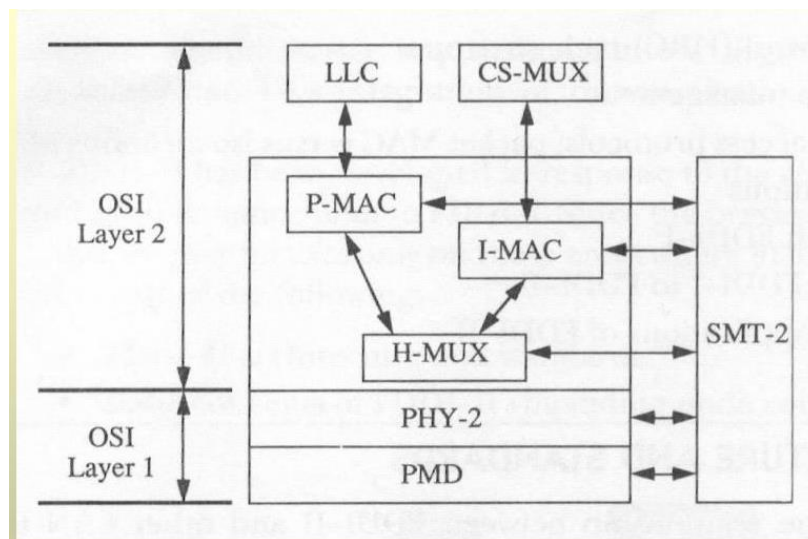 LLC
CS-MUX
OSI
Layer 2
P-MAC
I-MAC
H-MUX
SMT-2
OSI
Layer 1
PHY-2
PMD